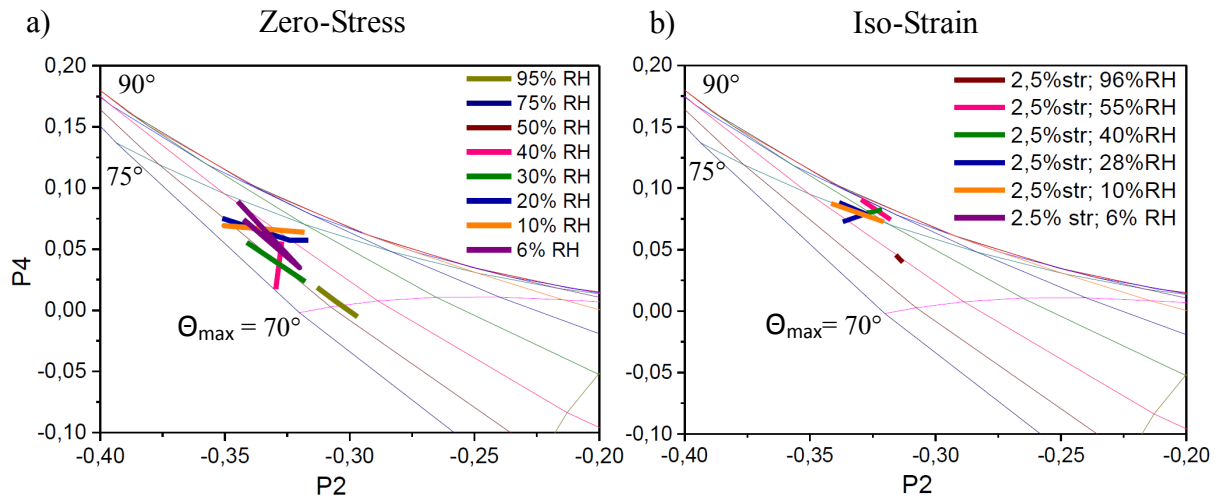 a) Zero-Stress
P4
0,20
0,15
0,10
0,05
0,00
-0,05
-0,10
90°
75°
Θmax = 70°
95% RH
75% RH
50% RH
40% RH
30% RH
20% RH
10% RH
6% RH
-0,40 -0,35 -0,30 -0,25 -0,20
P2
b) Iso-Strain
0,20
0,15
0,10
0,05
0,00
-0,05
-0,10
90°
75°
Θmax = 70°
2,5%str; 96%RH
2,5%str; 55%RH
2,5%str; 40%RH
2,5%str; 28%RH
2,5%str; 10%RH
2.5% str; 6% RH
-0,40 -0,35 -0,30 -0,25 -0,20
P2